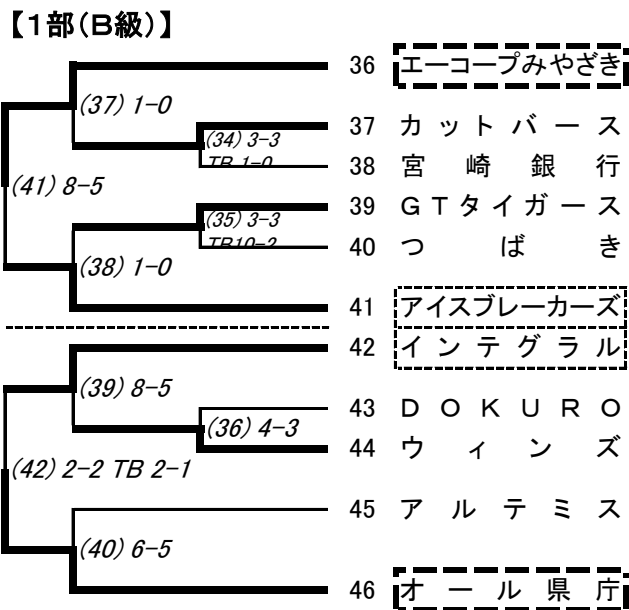 【1部(B級)】
36 エーコープみやざき
(37) 1-0
37 カットバース
(34) 3-3
TB 1-0
38 宮崎銀行
(41) 8-5
39 GTタイガース
(35) 3-3
TB10-2
40 つばき
(38) 1-0
41 アイスブレーカーズ
42 インテグラル
(39) 8-5
43 DOKURO
(36) 4-3
44 ウィンズ
(42) 2-2 TB 2-1
45 アルテミス
(40) 6-5
46 オール県庁